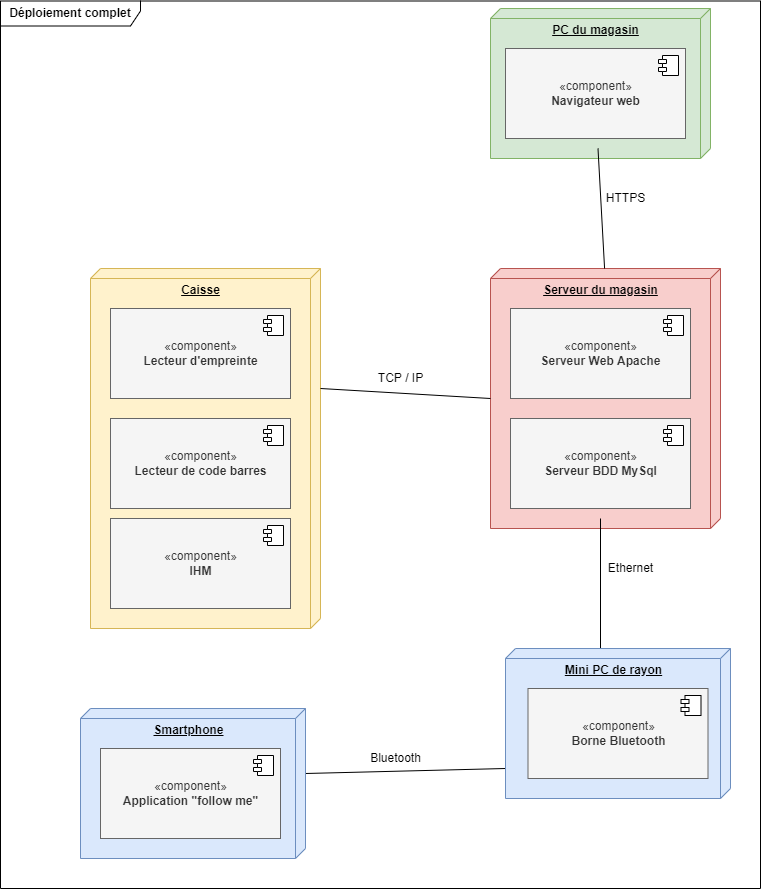 Déploiement complet
PC du magasin
«component»
Navigateur web
HTTPS
Caisse
«component»
Lecteur d'empreinte
«component»
Lecteur de code barres
«component»
IHM
TCP / IP
Serveur du magasin
«component»
Serveur Web Apache
«component»
Serveur BDD MySql
Ethernet
Mini PC de rayon
«component»
Borne Bluetooth
Smartphone
«component»
Application "follow me"
Bluetooth